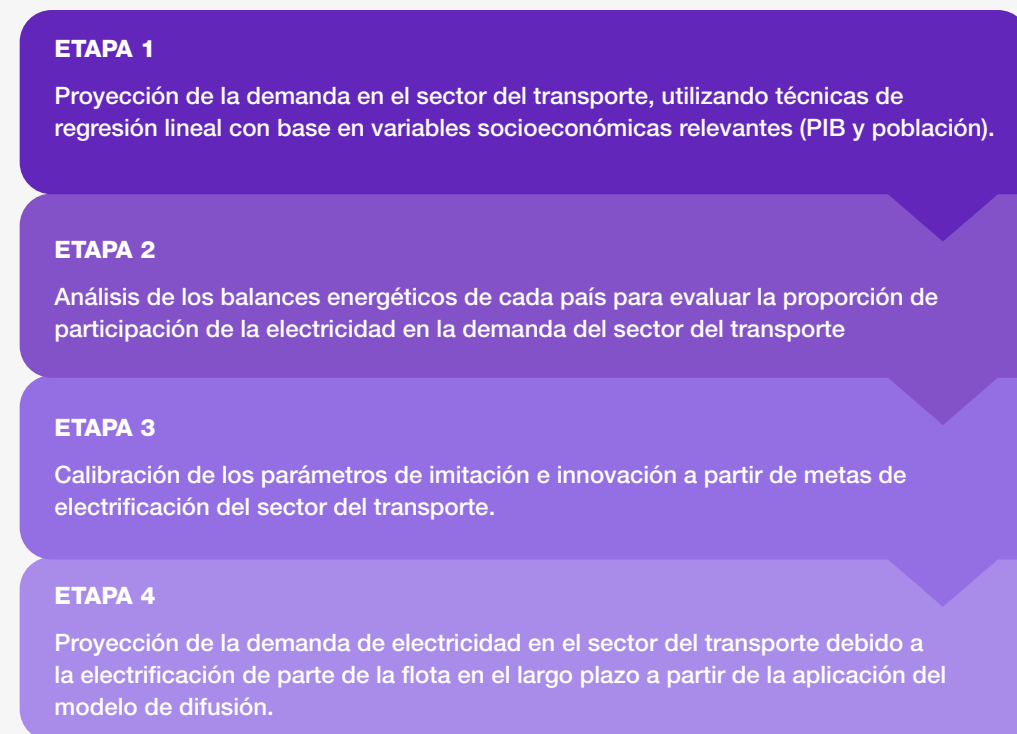 ETAPA 1
Proyección de la demanda en el sector del transporte, utilizando técnicas de
regresión lineal con base en variables socioeconómicas relevantes (PIB y población).
ETAPA 2
Análisis de los balances energéticos de cada país para evaluar la proporción de
participación de la electricidad en la demanda del sector del transporte
ETAPA 3
Calibración de los parámetros de imitación e innovación a partir de metas de
electrificación del sector del transporte.
ETAPA 4
Proyección de la demanda de electricidad en el sector del transporte debido a
la electrificación de parte de la flota en el largo plazo a partir de la aplicación del
modelo de difusión.